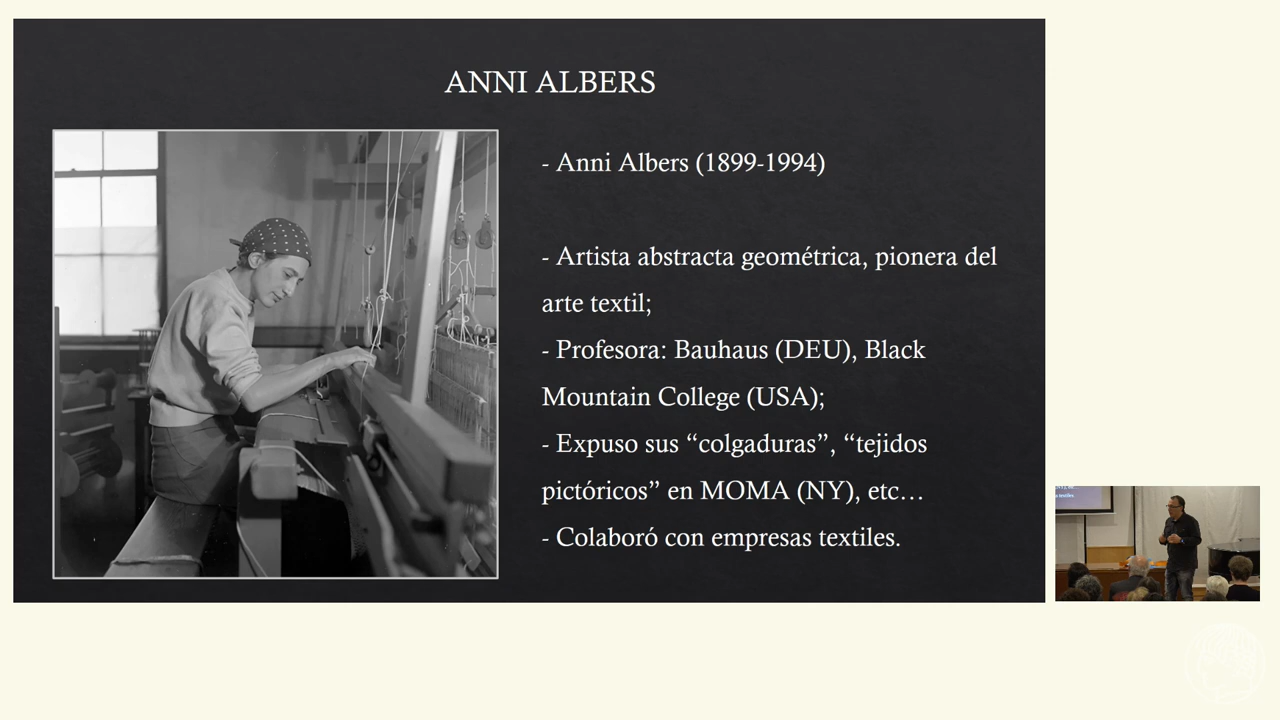 ANNI ALBERS
- Anni Albers (1899-1994)
- Artista abstracta geométrica, pionera del
arte textil;
- Profesora: Bauhaus (DEU), Black
Mountain College (USA);
- Expuso sus “colgaduras”, “tejidos
pictóricos” en MOMA (NY), etc…
- Colaboró con empresas textiles.